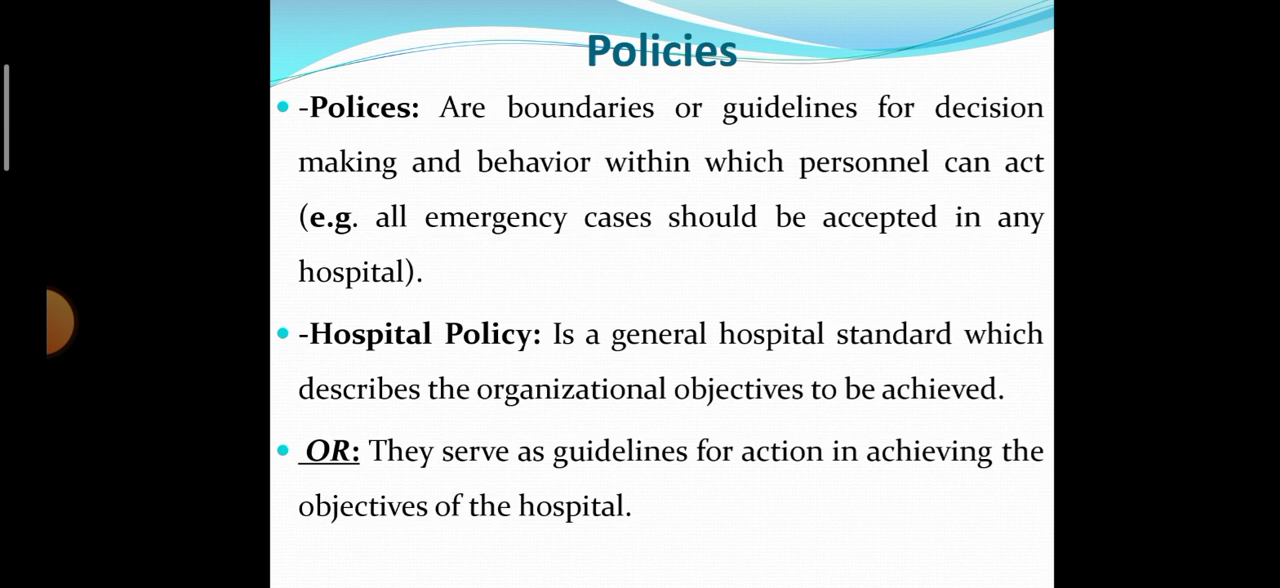 Policies
-Polices: Are boundaries or guidelines for decision
making and behavior within which personnel can act
(e.g. all emergency cases should be accepted in any
hospital).
-Hospital Policy: Is a general hospital standard which
describes the organizational objectives to be achieved.
OR: They serve as guidelines for action in achieving the
objectives of the hospital.